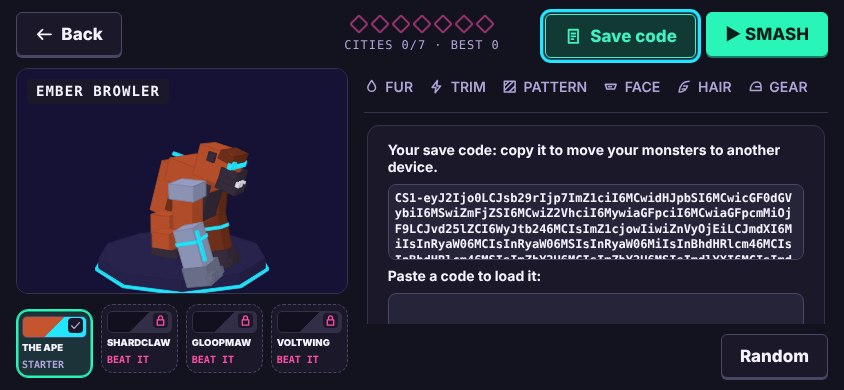 ← Back
CITIES 0/7 · BEST 0
Save code
▶ SMASH
EMBER BROWLER
FUR
TRIM
PATTERN
FACE
HAIR
GEAR
Your save code: copy it to move your monsters to another
device.
CS1-eyJ2Ijo0LCJsb29rIjp7ImZ1ciI6MCwidHJpbSI6MCwicGF0dGV
ybiI6MSwiZmFjZSI6MCwiZ2VhciI6MywiaGFpciI6MCwiaGFpcmMiOj
F9LCJvd25lZCI6WyJtb246MCIsImZ1cjowIiwiZnVyOjEiLCJmdXI6M
iIsInRyaW06MCIsInRyaW06MSIsInRyaW06MiIsInBhdHRlcm46MCIs
Paste a code to load it:
THE APE
STARTER
SHARDCLAW
BEAT IT
GLOOPMAW
BEAT IT
VOLTWING
BEAT IT
Random